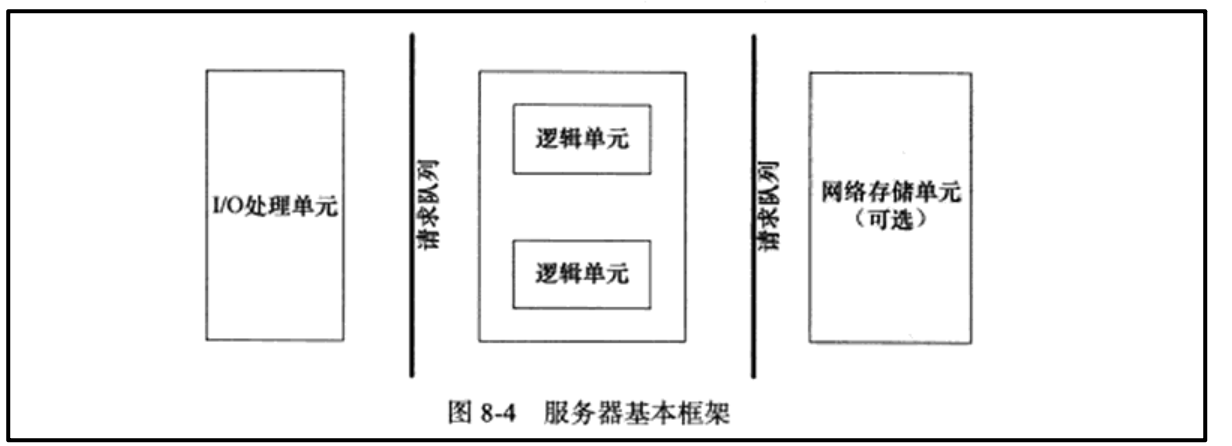 I/O处理单元
请求队列
逻辑单元
逻辑单元
请求队列
网络存储单元
（可选）
图 8-4 服务器基本框架